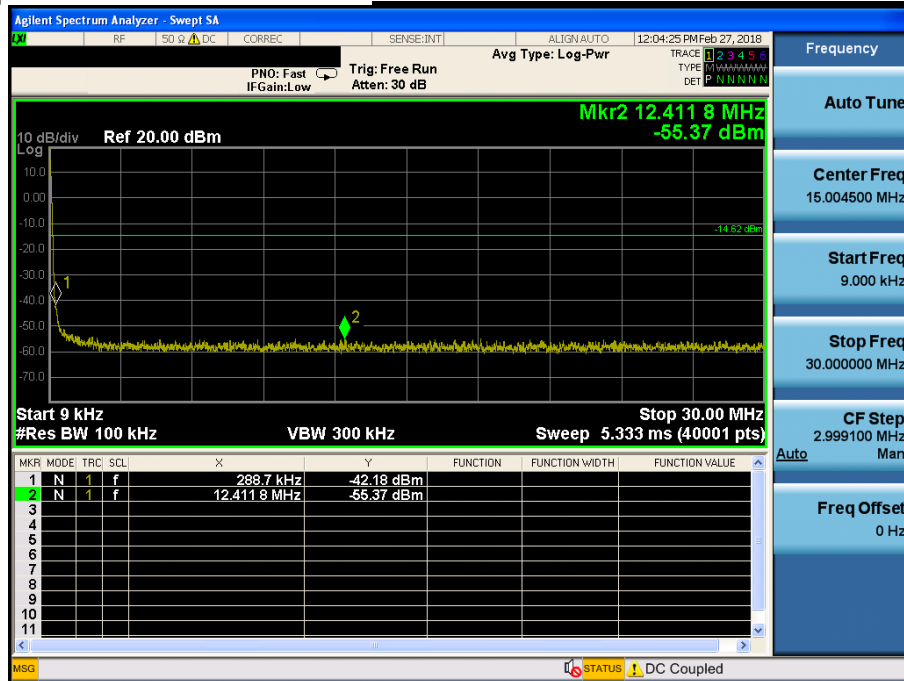 Agilent Spectrum Analyzer - Swept SA
LXI RF 50 Ω DC CORREC SENSE:INT ALIGN AUTO 12:04:25 PM Feb 27, 2018
Avg Type: Log-Pwr TRACE 1 2 3 4 5 6
PNO: Fast Trig: Free Run TYPE M W W W W W
IFGain:Low Atten: 30 dB DET P N N N N N
Mkr2 12.411 8 MHz
-55.37 dBm
10 dB/div Ref 20.00 dBm
Log
10.0
0.00
-10.0
-14.62 dBm
-20.0
-30.0
1
-40.0
-50.0
2
-60.0
-70.0
Start 9 kHz Stop 30.00 MHz
#Res BW 100 kHz VBW 300 kHz Sweep 5.333 ms (40001 pts)
MKR MODE TRC SCL X Y FUNCTION FUNCTION WIDTH FUNCTION VALUE
1 N 1 f 288.7 kHz -42.18 dBm
2 N 1 f 12.411 8 MHz -55.37 dBm
3
4
5
6
7
8
9
10
11
MSG STATUS DC Coupled
Frequency
Auto Tune
Center Freq
15.004500 MHz
Start Freq
9.000 kHz
Stop Freq
30.000000 MHz
CF Step
2.999100 MHz
Auto Man
Freq Offset
0 Hz